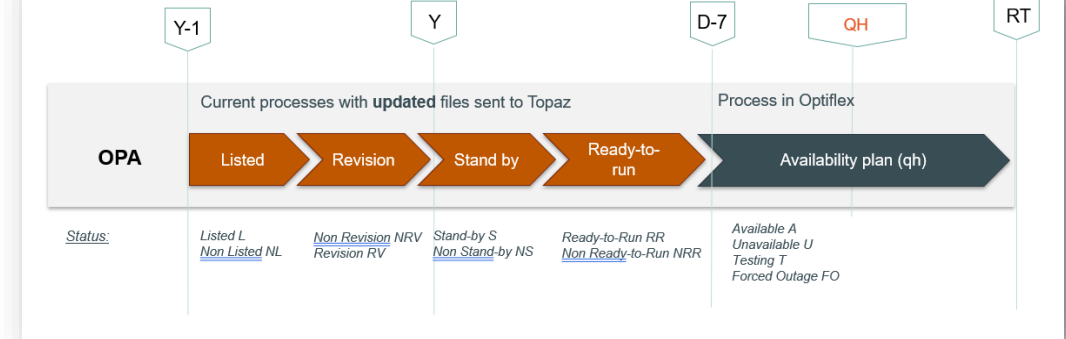 Y-1
Y
D-7
QH
RT
Current processes with updated files sent to Topaz
Process in Optiflex
OPA
Listed
Revision
Stand by
Ready-to-
run
Availability plan (qh)
Status:
Listed L
Non Listed NL
Non Revision NRV
Revision RV
Stand-by S
Non Stand-by NS
Ready-to-Run RR
Non Ready-to-Run NRR
Available A
Unavailable U
Testing T
Forced Outage FO